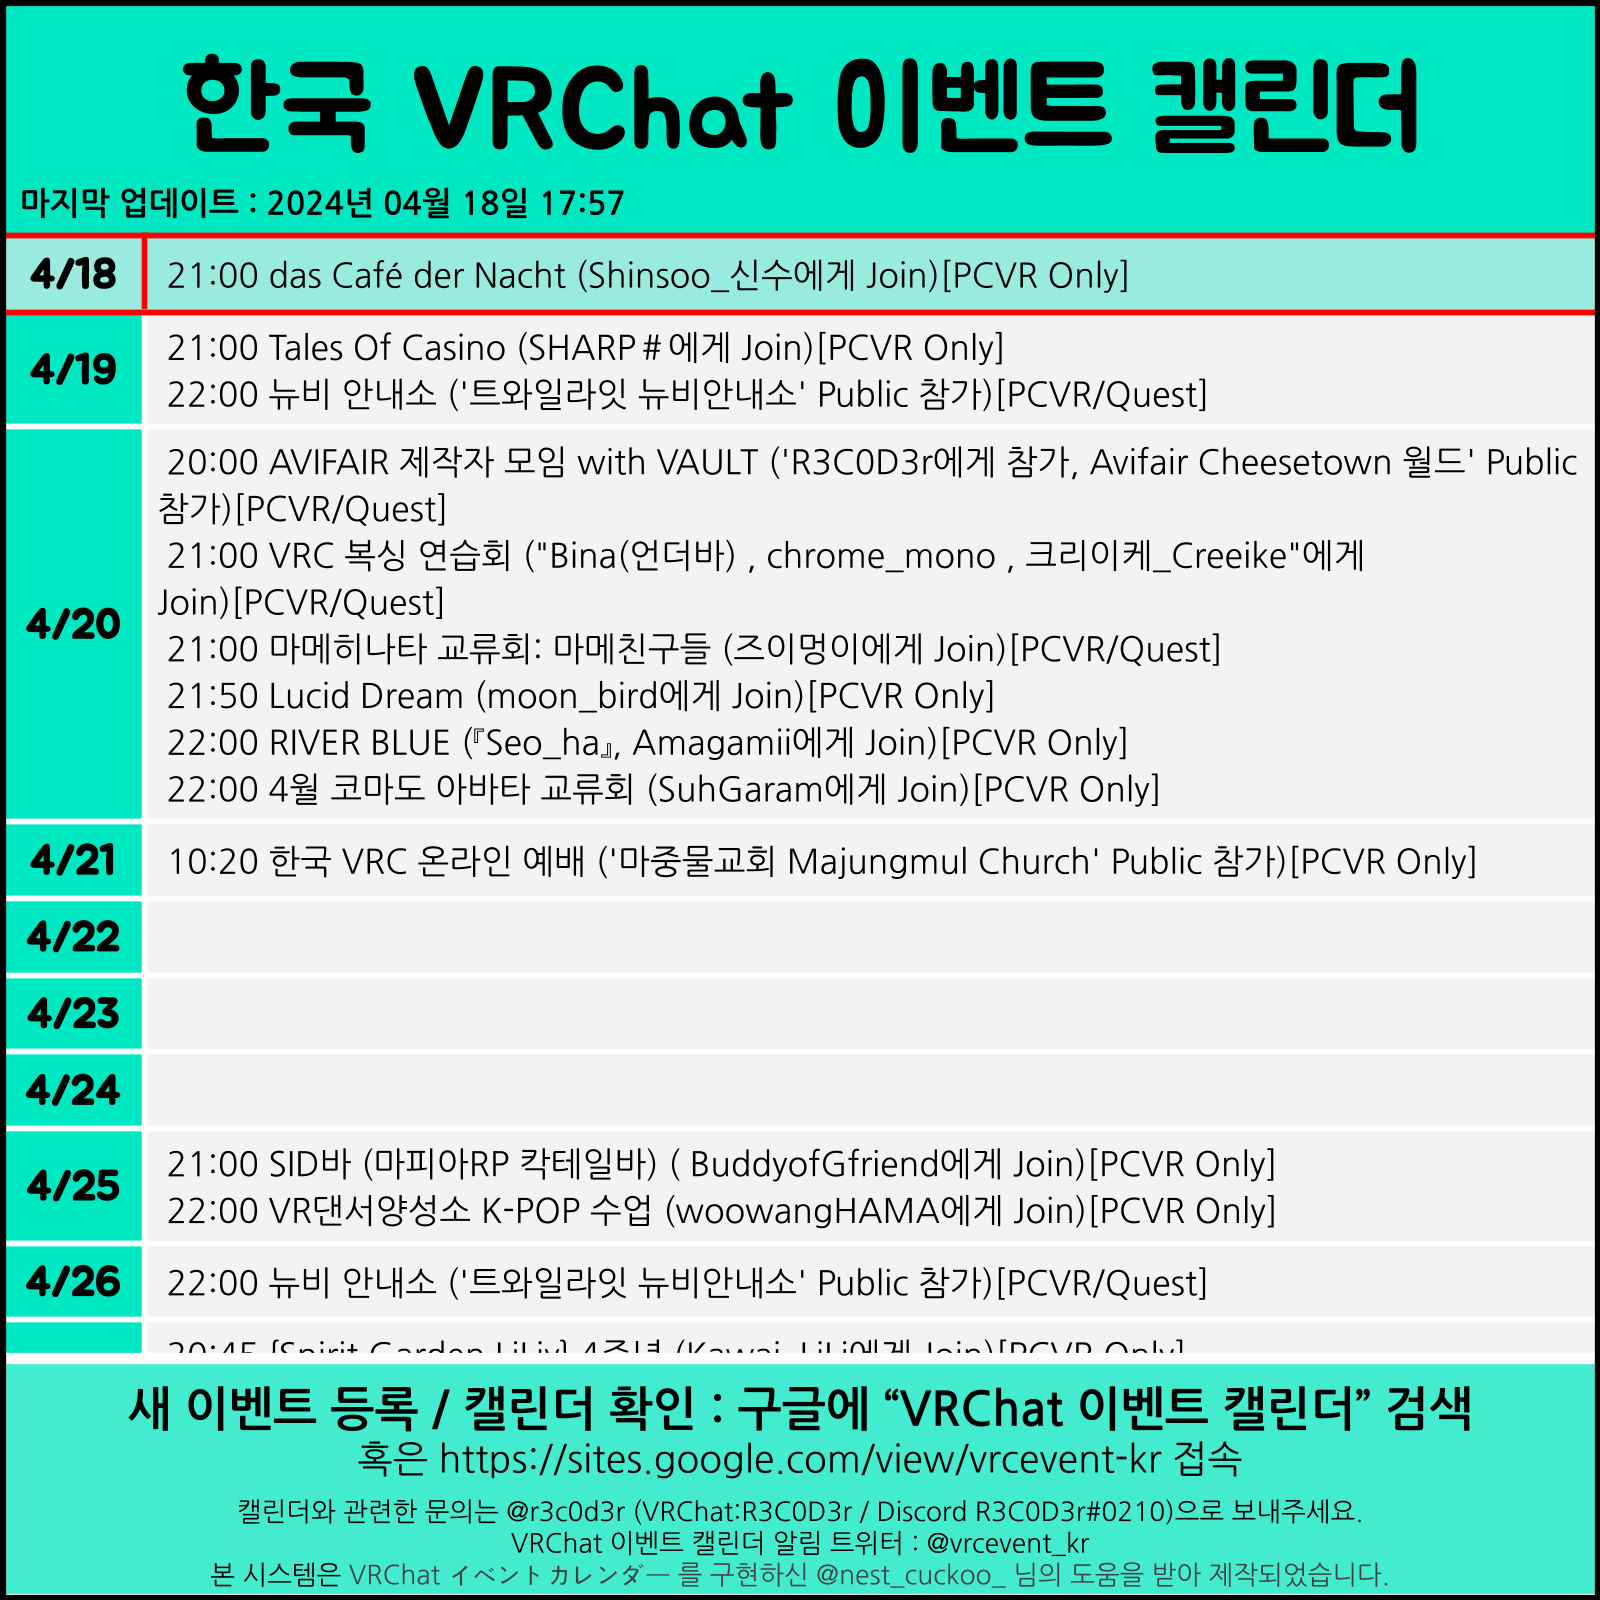 한국 VRChat 이벤트 캘린더
마지막 업데이트 : 2024년 04월 18일 17:57
4/18
21:00 das Café der Nacht (Shinsoo_신수에게 Join)[PCVR Only]
4/19
21:00 Tales Of Casino (SHARP＃에게 Join)[PCVR Only]
22:00 뉴비 안내소 ('트와일라잇 뉴비안내소' Public 참가)[PCVR/Quest]
4/20
20:00 AVIFAIR 제작자 모임 with VAULT ('R3C0D3r에게 참가, Avifair Cheesetown 월드' Public
참가)[PCVR/Quest]
21:00 VRC 복싱 연습회 ("Bina(언더바) , chrome_mono , 크리이케_Creeike"에게
Join)[PCVR/Quest]
21:00 마메히나타 교류회: 마메친구들 (즈이멍이에게 Join)[PCVR/Quest]
21:50 Lucid Dream (moon_bird에게 Join)[PCVR Only]
22:00 RIVER BLUE (『Seo_ha』, Amagamii에게 Join)[PCVR Only]
22:00 4월 코마도 아바타 교류회 (SuhGaram에게 Join)[PCVR Only]
4/21
10:20 한국 VRC 온라인 예배 ('마중물교회 Majungmul Church' Public 참가)[PCVR Only]
4/22
4/23
4/24
4/25
21:00 SID바 (마피아RP 칵테일바) ( BuddyofGfriend에게 Join)[PCVR Only]
22:00 VR댄서양성소 K-POP 수업 (woowangHAMA에게 Join)[PCVR Only]
4/26
22:00 뉴비 안내소 ('트와일라잇 뉴비안내소' Public 참가)[PCVR/Quest]
20:45 {Spirit Garden LiLiy} 4주년 (Kawai_LiLi에게 Join)[PCVR Only]
새 이벤트 등록 / 캘린더 확인 : 구글에 “VRChat 이벤트 캘린더” 검색
혹은 https://sites.google.com/view/vrcevent-kr 접속
캘린더와 관련한 문의는 @r3c0d3r (VRChat:R3C0D3r / Discord R3C0D3r#0210)으로 보내주세요.
VRChat 이벤트 캘린더 알림 트위터 : @vrcevent_kr
본 시스템은 VRChat イベントカレンダー 를 구현하신 @nest_cuckoo_ 님의 도움을 받아 제작되었습니다.